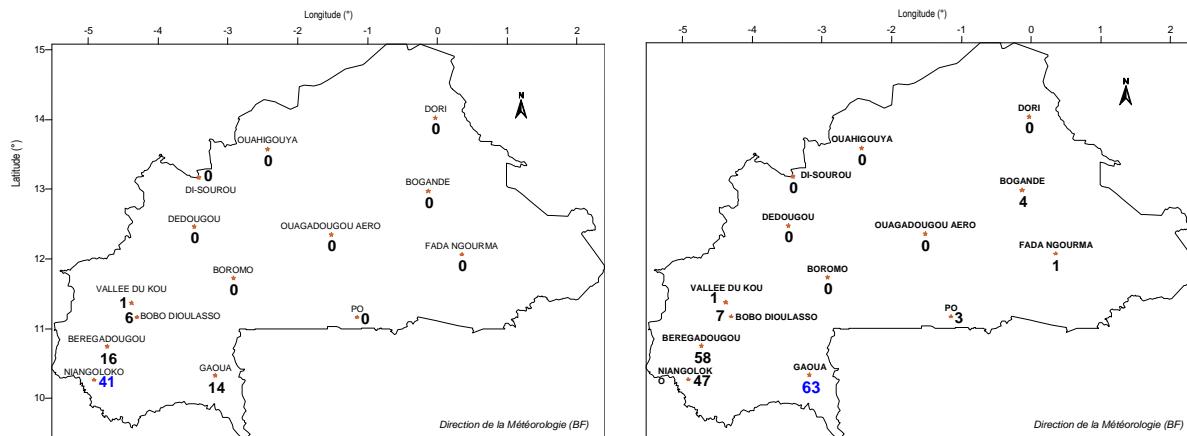 Longitude (°)
-5 -4 -3 -2 -1 0 1 2
Latitude (°)
15
14
13
12
11
10
N
DORI
0
OUAHIGOUYA
0
0
DI-SOUROU
BOGANDE
0
DEDOUGOU
0
OUAGADOUGOU AERO
0
FADA NGOURMA
0
BOROMO
0
VALLEE DU KOU
1
6 BOBO DIOULASSO
PO
0
BEREGADOUGOU
16
NIANGOLOKO
41
GAOUA
14
Direction de la Météorologie (BF)
Longitude (°)
-5 -4 -3 -2 -1 0 1 2
N
DORI
0
OUAHIGOUYA
0
DI-SOUROU
0
BOGANDE
4
DEDOUGOU
0
OUAGADOUGOU AERO
0
FADA NGOURMA
1
BOROMO
0
VALLEE DU KOU
1
7 BOBO DIOULASSO
PO
3
BEREGADOUGOU
58
NIANGOLOK
O 47
GAOUA
63
Direction de la Météorologie (BF)